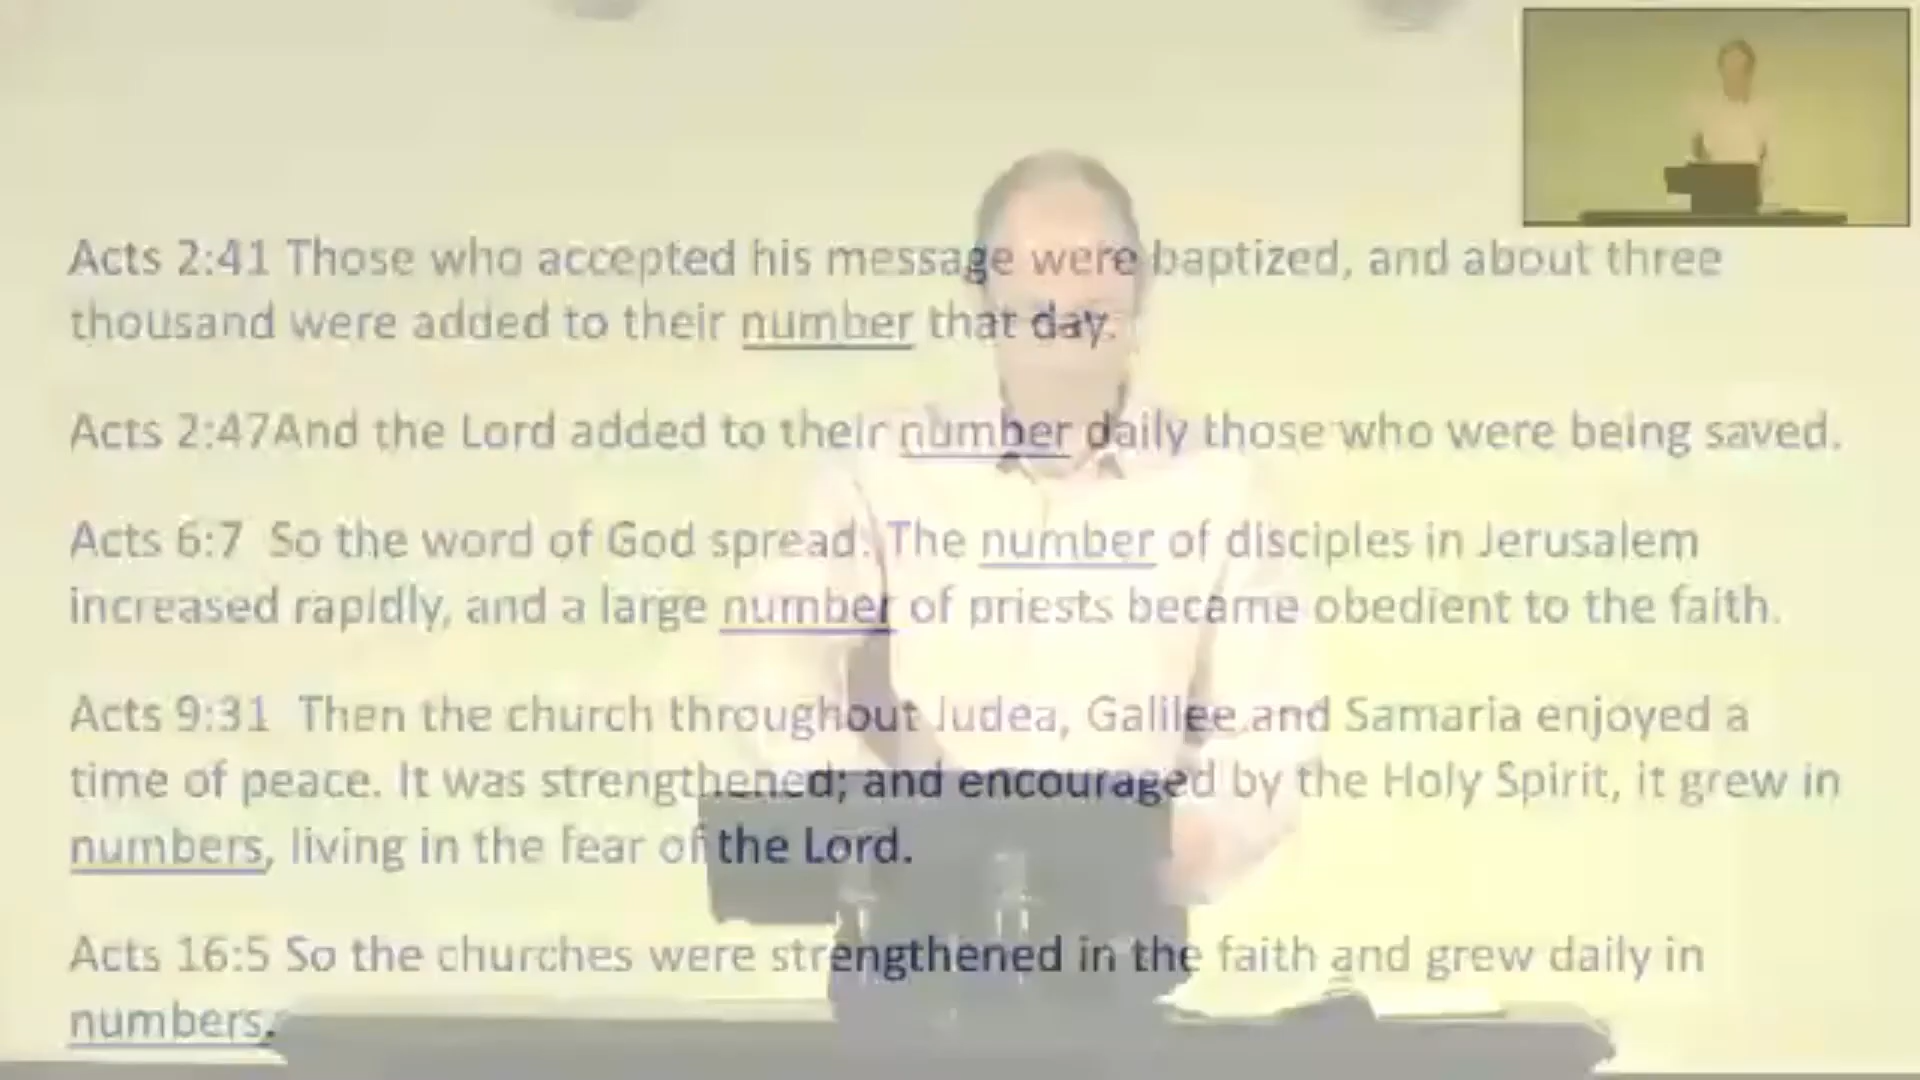 Acts 2:41 Those who accepted his message were baptized, and about three
thousand were added to their number that day.
Acts 2:47And the Lord added to their number daily those who were being saved.
Acts 6:7  So the word of God spread. The number of disciples in Jerusalem
increased rapidly, and a large number of priests became obedient to the faith.
Acts 9:31  Then the church throughout Judea, Galilee and Samaria enjoyed a
time of peace. It was strengthened; and encouraged by the Holy Spirit, it grew in
numbers, living in the fear of the Lord.
Acts 16:5 So the churches were strengthened in the faith and grew daily in
numbers.